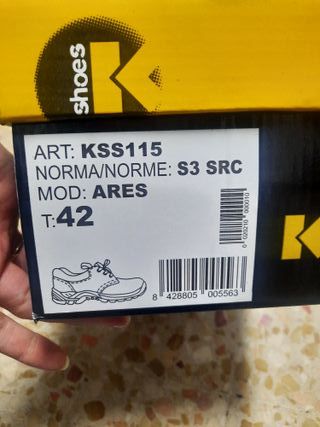 shoes
K
ART: KSS115
NORMA/NORME: S3 SRC
MOD: ARES
T:42
8 428805 005563